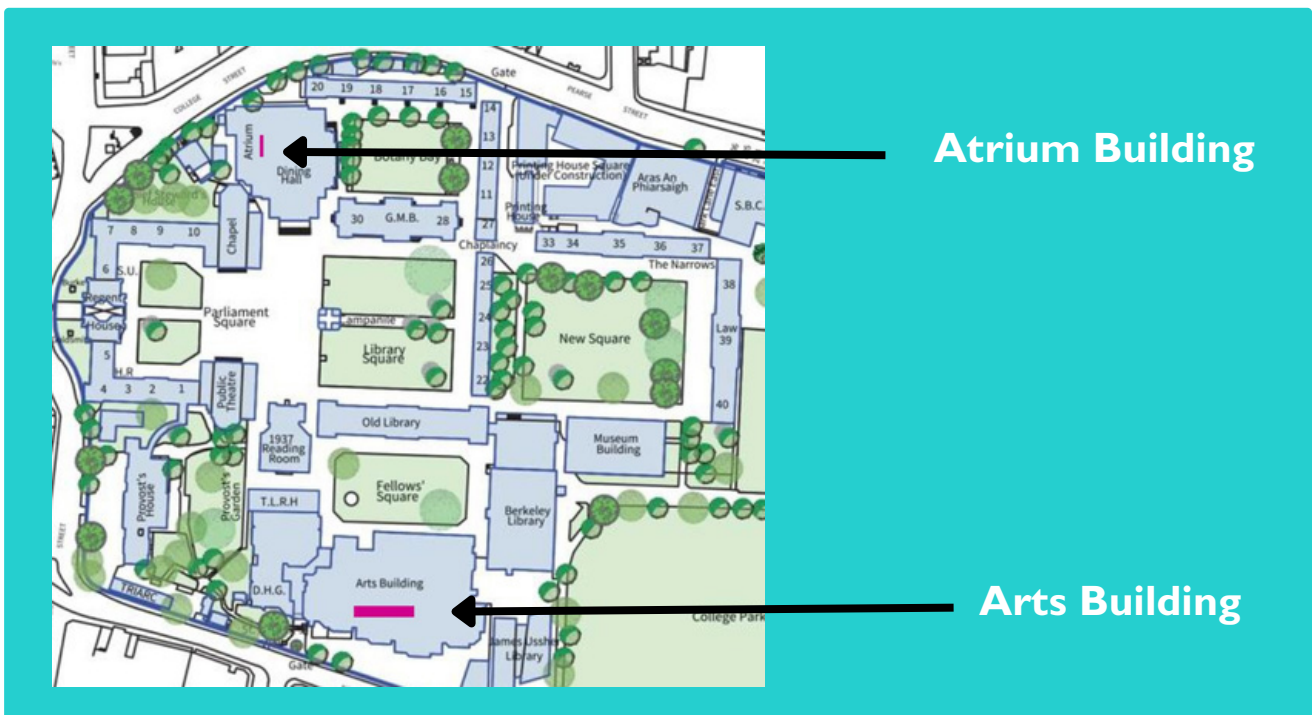 Atrium Building
Arts Building
COLLEGE
STREET
Gate
PEARSE
STREET
20
19
18
17
16
15
14
13
12
11
27
Atrium
Dining
Hall
Botany Bay
Printing House Square
(Under Construction)
Aras An
Phiarsaigh
S.B.C.
Printing
House
30
G.M.B.
28
Chaplaincy
33
34
35
36
37
The Narrows
7
8
9
10
Chapel
6
S.U.
Regent
House
5
H.R
4
3
2
1
Parliament
Square
Campanile
Library
Square
26
25
24
23
22
New Square
38
Law
39
40
Public
Theatre
1937
Reading
Room
Old Library
Museum
Building
Provost's
House
Provost's
Garden
T.L.R.H
Fellows'
Square
Berkeley
Library
STREET
TRIARC
D.H.G.
Arts Building
College Park
James Ussher
Library
Gate